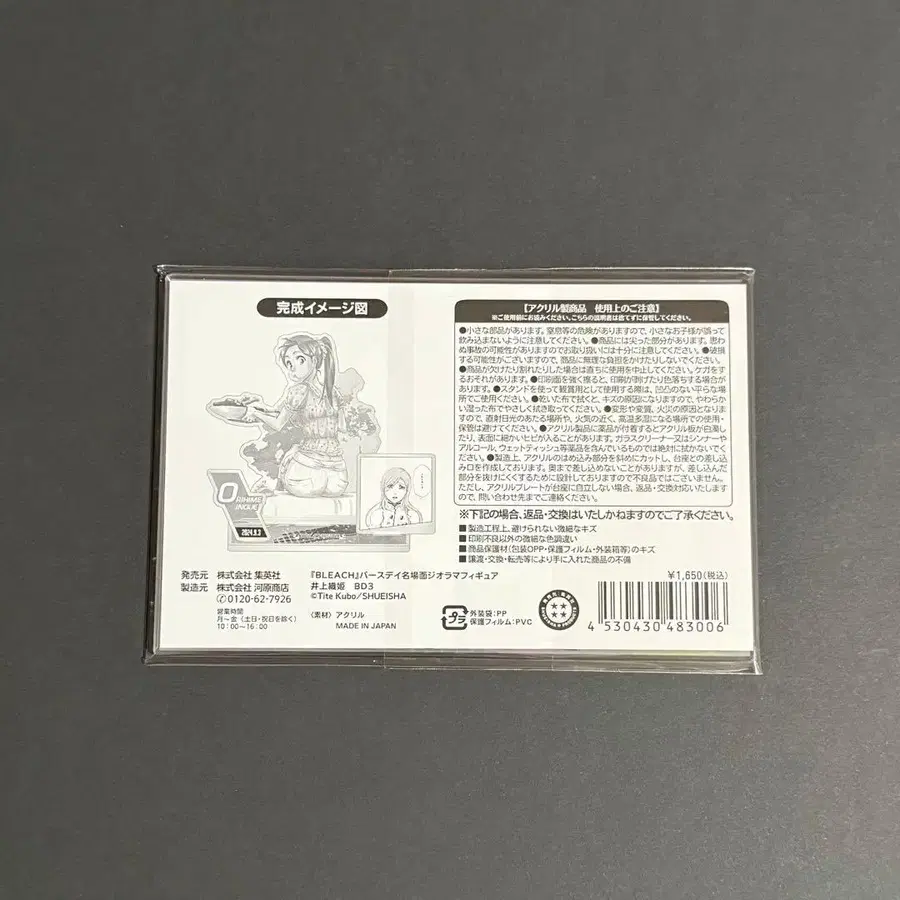 完成イメージ図
ORIHIME
INOUE
2024.9.3
【アクリル製商品 使用上のご注意】
※ご使用前にお読みください。こちらの説明書は捨てずに保管してください。
●小さな部品があります。窒息等の危険がありますので、小さなお子様が誤って
飲み込まないように注意してください。●商品には尖った部分があります。思わ
ぬ事故の可能性がありますのでお取り扱いには十分に注意してください。●破損
する可能性がございますので、商品に無理な負担をかけたりしないでください。
●商品が欠けたり割れたりした場合は直ちに使用を中止してください。ケガをす
るおそれがあります。●印刷面を強く擦ると、印刷が剥げたり色落ちする場合が
あります。●スタンドを使って観賞用として使用する際は、凹凸のない平らな場
所でご使用ください。●乾いた布で拭くと、キズの原因になりますので、やわらか
い湿った布でやさしく拭き取ってください。●変形や変質、火災の原因となりま
すので、直射日光のあたる場所や、火気の近く、高温多湿になる場所での使用・
保管は避けてください。●アクリル製品に薬品が付着するとアクリル板が白濁し
たり、表面に細かいヒビが入ることがあります。ガラスクリーナー又はシンナーや
アルコール、ウェットティッシュ等薬品を含んでいるものでは絶対に拭かないでく
ださい。●製造上、アクリルのはめ込み部分を斜めにカットし、台座との差し込
み口を作成しております。奥まで差し込めないことがありますが、差し込んだ
部分を抜けにくくするために設計しておりますので不良品ではございません。
ただし、アクリルプレートが台座に自立しない場合、返品・交換対応いたします
ので、問い合わせ先までご連絡ください。
※下記の場合、返品・交換はいたしかねますのでご了承ください。
■製造工程上、避けられない微細なキズ
■印刷不良以外の微細な色調違い
■商品保護材(包装OPP・保護フィルム・外装箱等)のキズ
■譲渡・交換・転売等により手に入れた商品の不備
発売元 株式会社 集英社
製造元 株式会社 河原商店
✆0120-62-7926
営業時間
月~金(土日・祝日を除く)
10:00~16:00
『BLEACH』バースデイ名場面ジオラマフィギュア
井上織姫 BD3
©Tite Kubo/SHUEISHA
〈素材〉アクリル
MADE IN JAPAN
プラ
外装袋:PP
保護フィルム:PVC
¥1,650(税込)
4 530430 483006